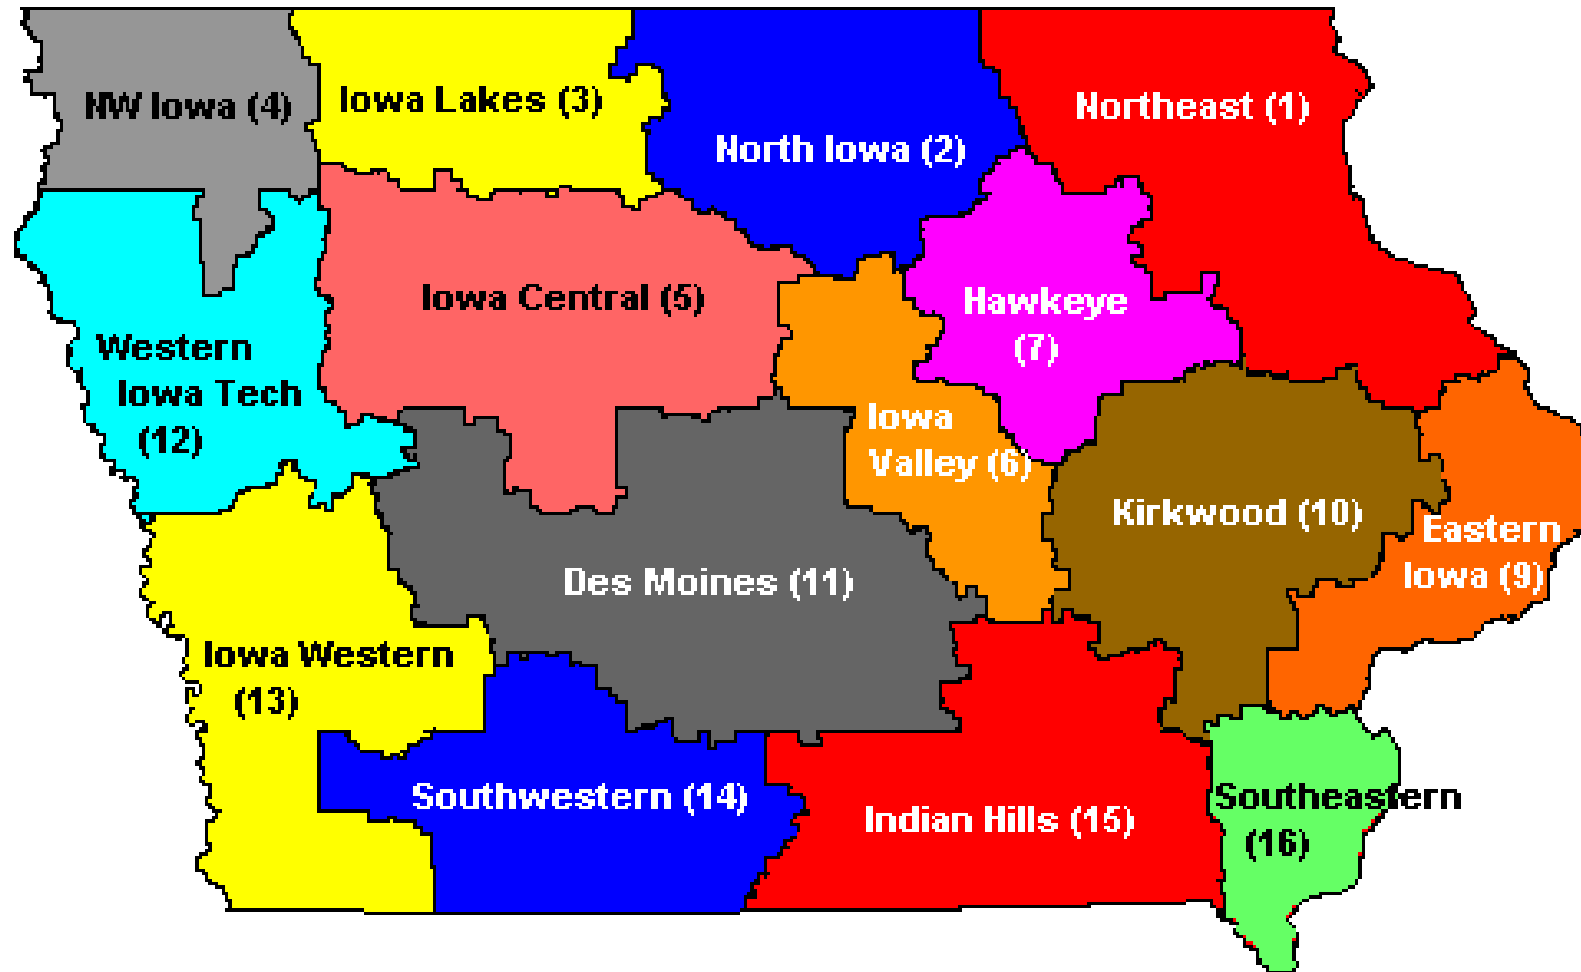 NW Iowa (4)
Iowa Lakes (3)
North Iowa (2)
Northeast (1)
Iowa Central (5)
Hawkeye
(7)
Western
Iowa Tech
(12)
Iowa
Valley (6)
Kirkwood (10)
Eastern
Iowa (9)
Des Moines (11)
Iowa Western
(13)
Southwestern (14)
Indian Hills (15)
Southeastern
(16)